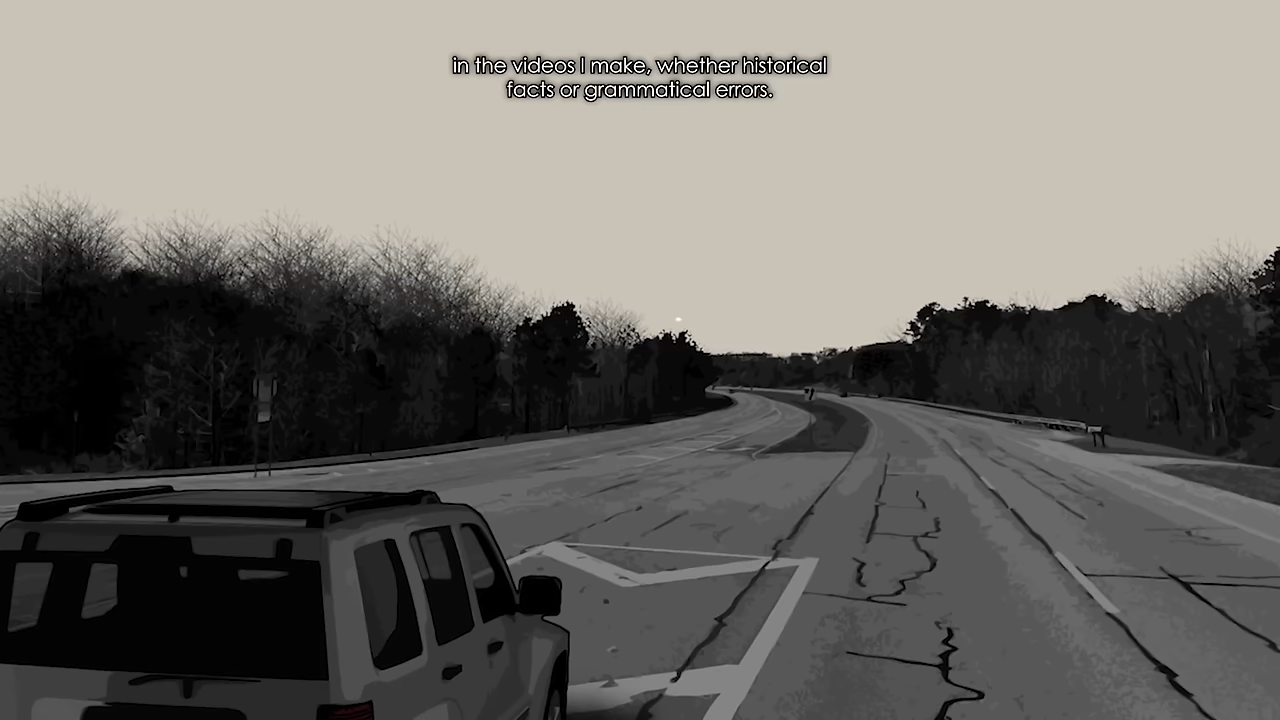 in the videos I make, whether historical
facts or grammatical errors.